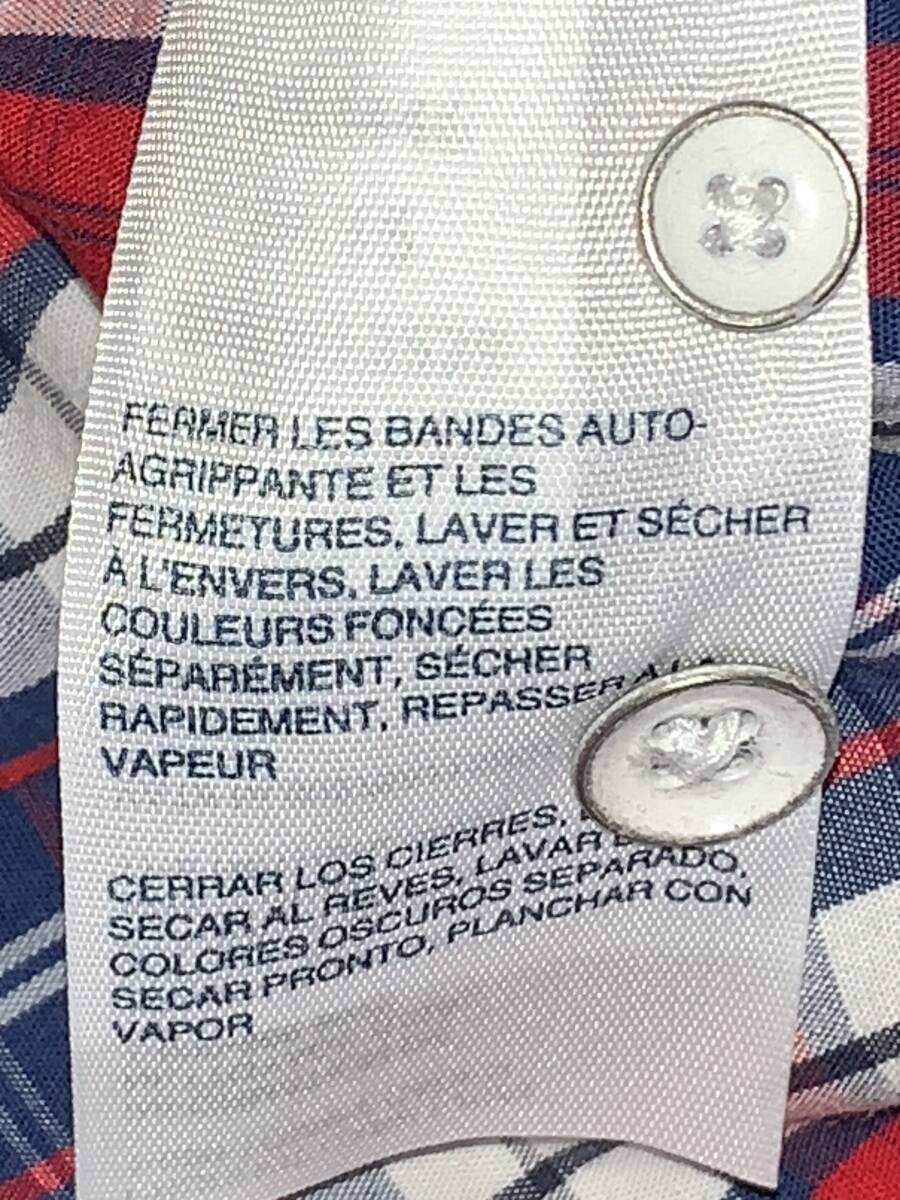 FERMER LES BANDES AUTO-
AGRIPPANTE ET LES
FERMETURES, LAVER ET SÉCHER
À L'ENVERS, LAVER LES
COULEURS FONCÉES
SÉPARÉMENT, SÉCHER
RAPIDEMENT, REPASSER À LA
VAPEUR
CERRAR LOS CIERRES,
SECAR AL REVES, LAVAR
COLORES OSCUROS SEPARADO,
SECAR PRONTO, PLANCHAR CON
VAPOR